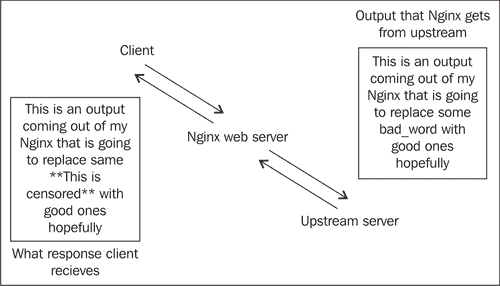 Output that Nginx gets
from upstream
This is an output
coming out of my
Nginx that is going
to replace some
bad_word with
good ones
hopefully
Client
Nginx web server
Upstream server
This is an output
coming out of my
Nginx that is going
to replace same
**This is
censored** with
good ones
hopefully
What response client
recieves